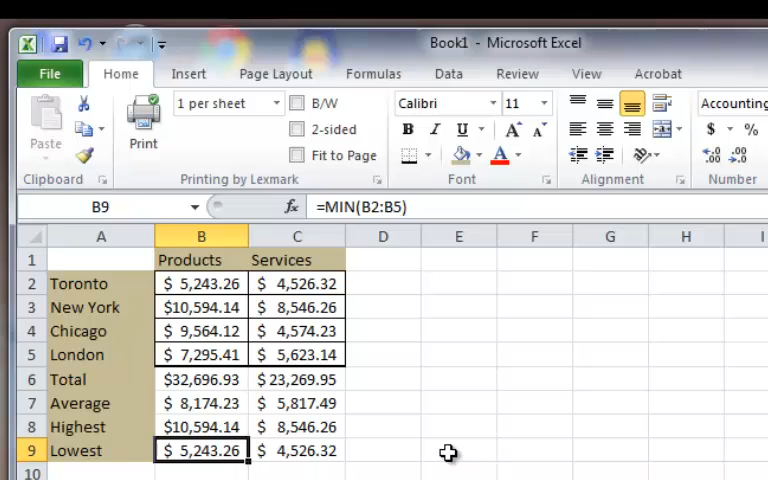 Book1 - Microsoft Excel
File Home Insert Page Layout Formulas Data Review View Acrobat
Paste
Clipboard
Print
1 per sheet
B/W
2-sided
Fit to Page
Printing by Lexmark
Calibri 11
B I U A A
A
Font
Alignment
Accounting
$ %
.0 .00 .00 .0
Number
B9 fx =MIN(B2:B5)
A B C D E F G H I
1 Products Services
2 Toronto $ 5,243.26 $ 4,526.32
3 New York $10,594.14 $ 8,546.26
4 Chicago $ 9,564.12 $ 4,574.23
5 London $ 7,295.41 $ 5,623.14
6 Total $32,696.93 $23,269.95
7 Average $ 8,174.23 $ 5,817.49
8 Highest $10,594.14 $ 8,546.26
9 Lowest $ 5,243.26 $ 4,526.32
10